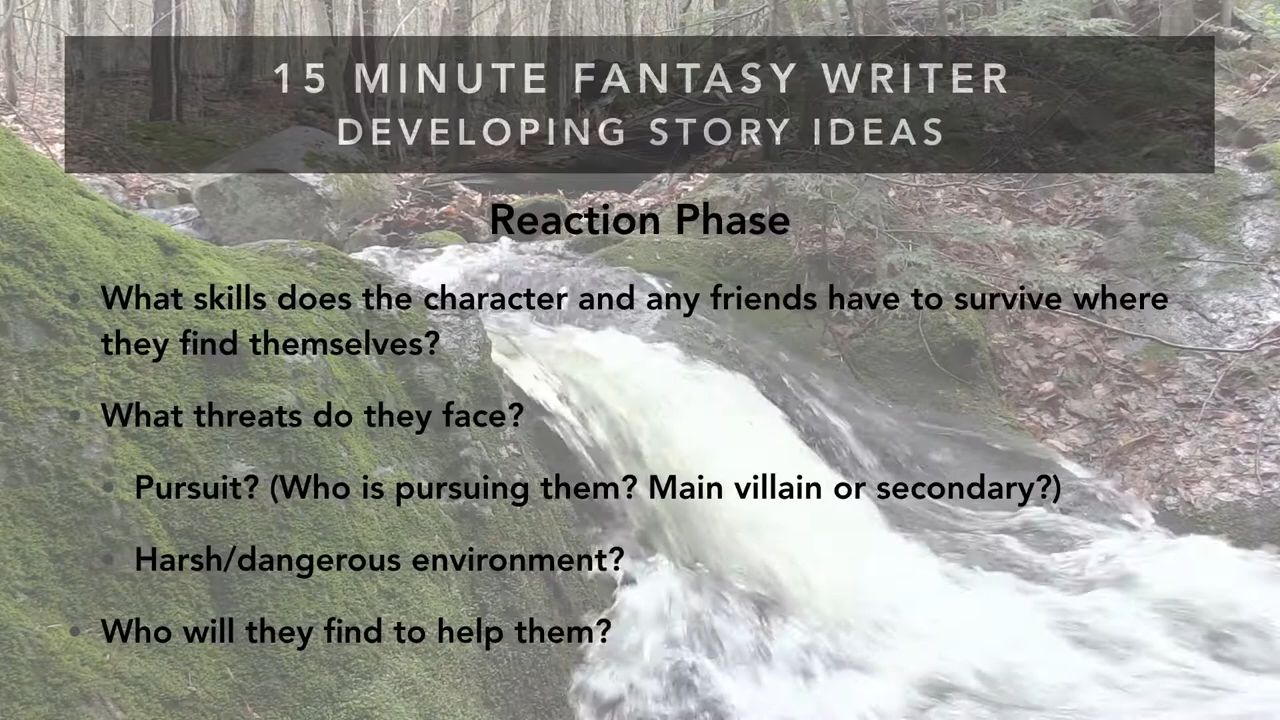 15 MINUTE FANTASY WRITER
DEVELOPING STORY IDEAS
Reaction Phase
• What skills does the character and any friends have to survive where
they find themselves?
• What threats do they face?
• Pursuit? (Who is pursuing them? Main villain or secondary?)
• Harsh/dangerous environment?
• Who will they find to help them?